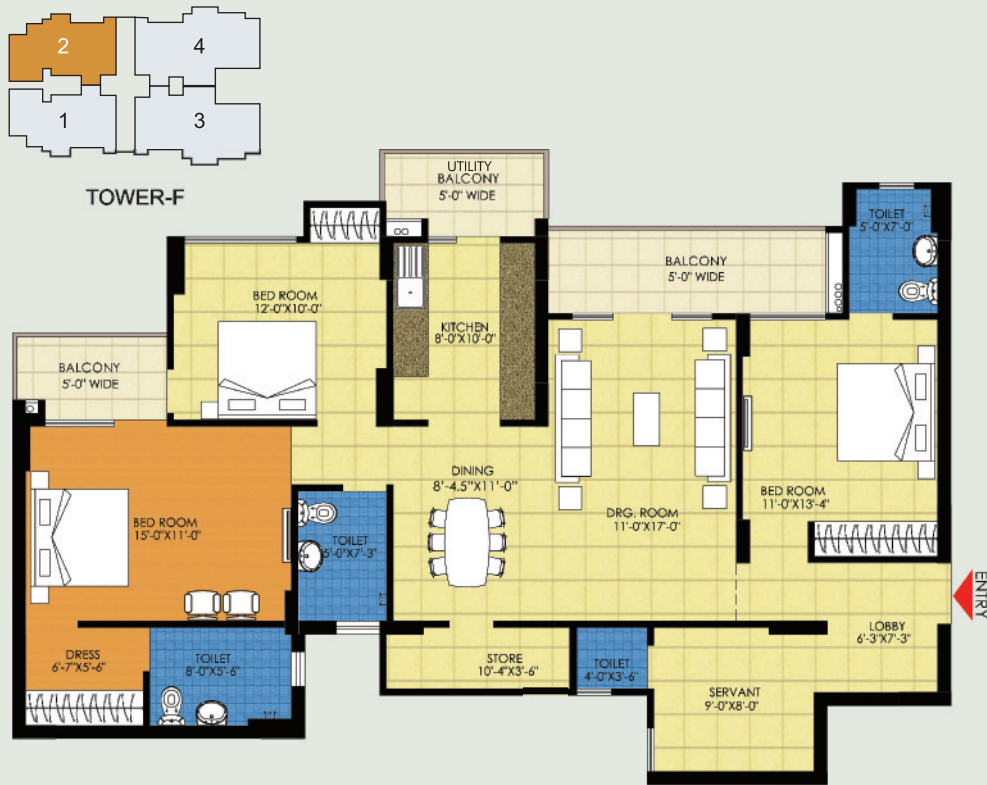 2
4
1
3
TOWER-F
UTILITY
BALCONY
5'-0" WIDE
TOILET
5'-0"X7'-0"
BALCONY
5'-0" WIDE
BED ROOM
12'-0"X10'-0"
KITCHEN
8'-0"X10'-0"
BALCONY
5'-0" WIDE
DINING
8'-4.5"X11'-0"
DRG. ROOM
11'-0"X17'-0"
BED ROOM
11'-0"X13'-4"
BED ROOM
15'-0"X11'-0"
TOILET
5'-0"X7'-3"
ENTRY
LOBBY
6'-3"X7'-3"
DRESS
6'-7"X5'-6"
TOILET
8'-0"X5'-6"
STORE
10'-4"X3'-6"
TOILET
4'-0"X3'-6"
SERVANT
9'-0"X8'-0"